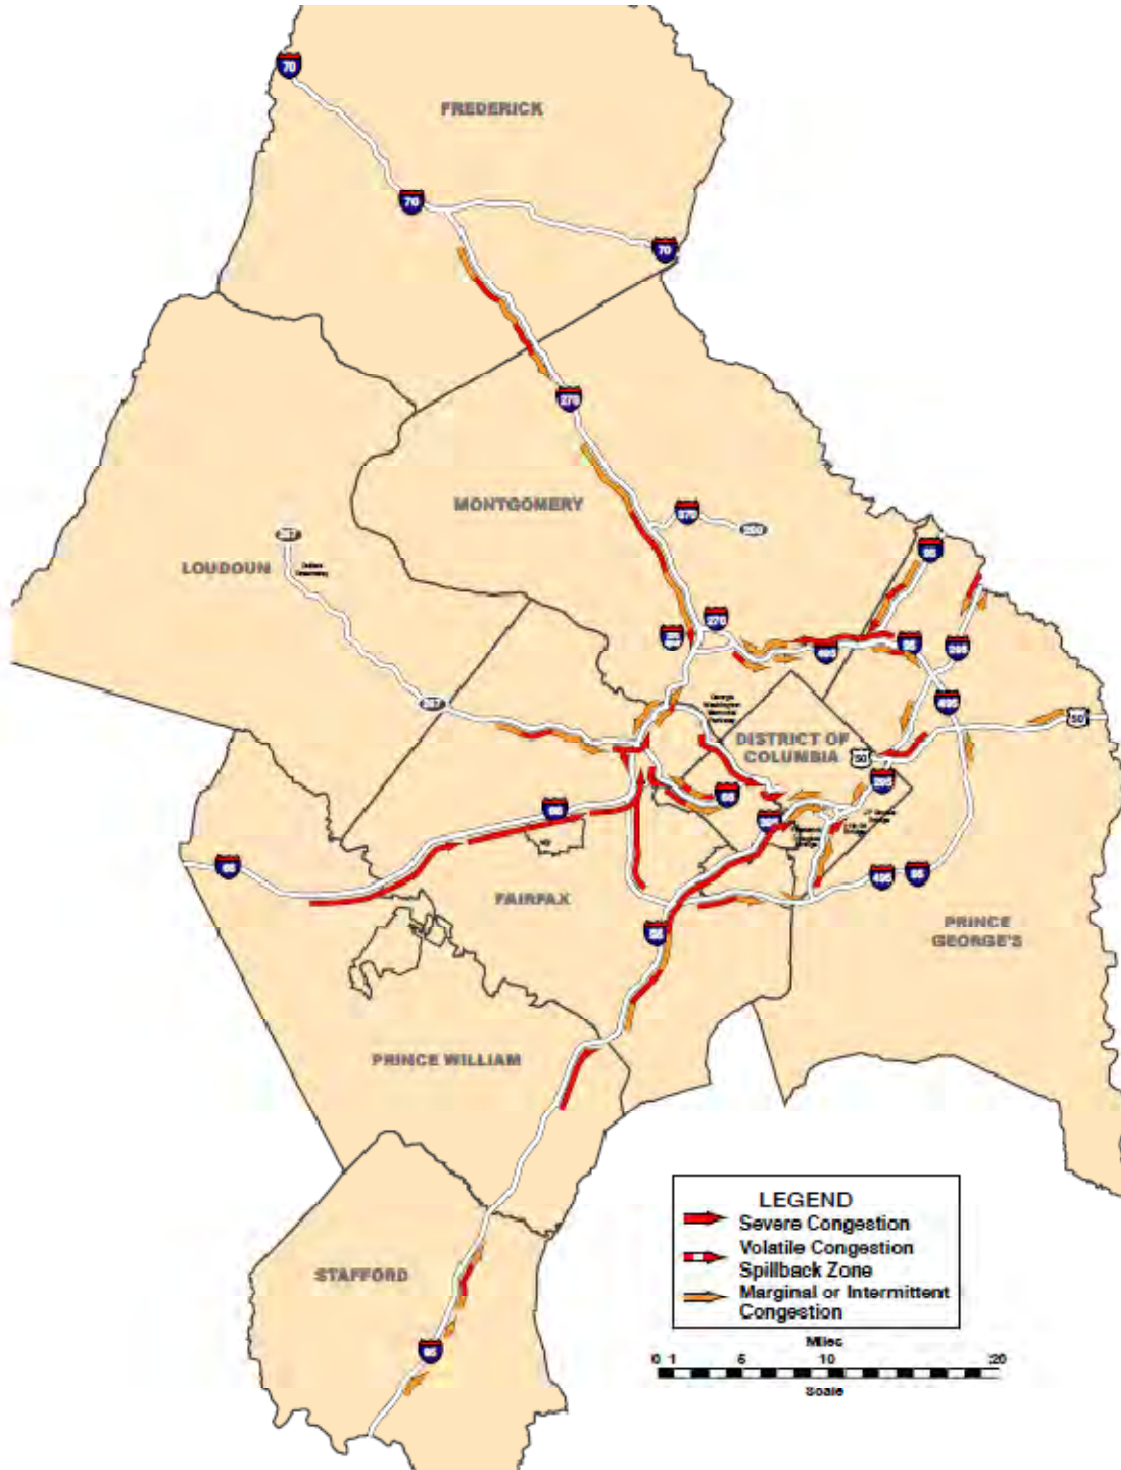 70
FREDERICK
70
70
270
MONTGOMERY
370
200
267
LOUDOUN
95
270
495
95
295
267
495
50
DISTRICT OF
COLUMBIA
50
66
295
66
395
66
FAIRFAX
495
95
95
PRINCE
GEORGE'S
PRINCE WILLIAM
STAFFORD
95
LEGEND
Severe Congestion
Volatile Congestion
Spillback Zone
Marginal or Intermittent
Congestion
Miles
0 1 5 10 20
Scale